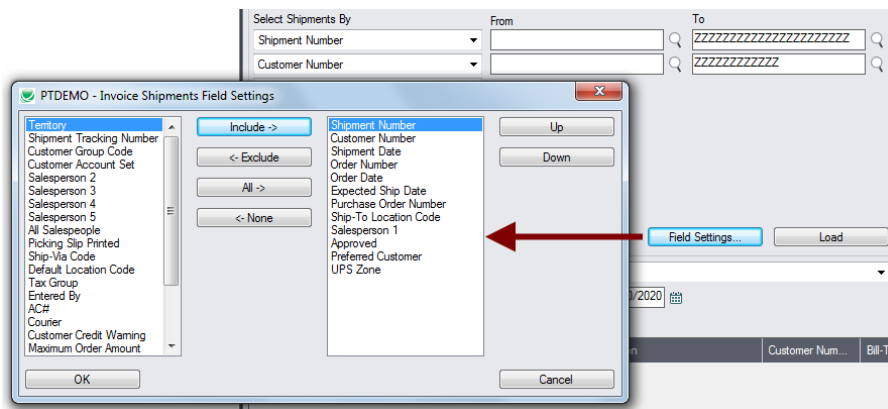 Select Shipments By
From
To
Shipment Number
ZZZZZZZZZZZZZZZZZZZZZZ
Customer Number
ZZZZZZZZZZZZ
PTDEMO - Invoice Shipments Field Settings
Territory
Shipment Tracking Number
Customer Group Code
Customer Account Set
Salesperson 2
Salesperson 3
Salesperson 4
Salesperson 5
All Salespeople
Picking Slip Printed
Ship-Via Code
Default Location Code
Tax Group
Entered By
AC#
Courier
Customer Credit Warning
Maximum Order Amount
Include ->
<- Exclude
All ->
<- None
Shipment Number
Customer Number
Shipment Date
Order Number
Order Date
Expected Ship Date
Purchase Order Number
Ship-To Location Code
Salesperson 1
Approved
Preferred Customer
UPS Zone
Up
Down
OK
Cancel
Field Settings...
Load
/2020
Customer Num...
Bill-T